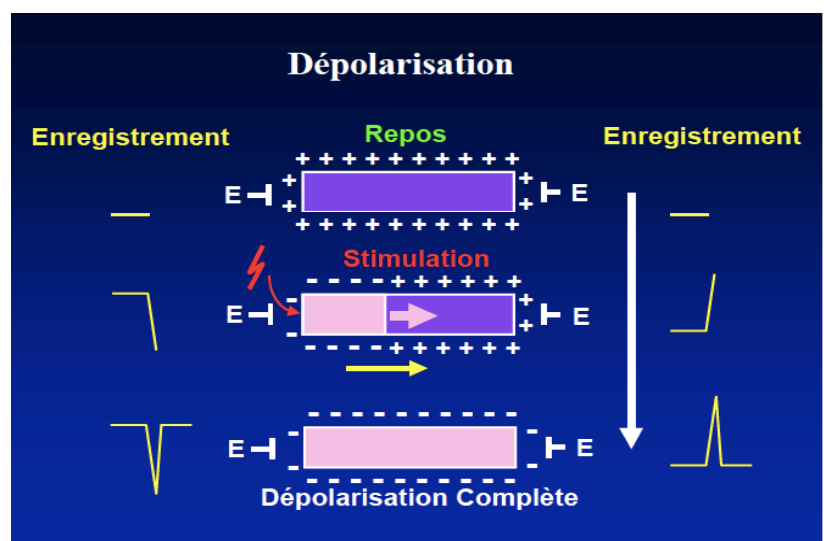 Dépolarisation
Enregistrement
Repos
Enregistrement
+ + + + + + + + + +
E + + + E
+ +
+ + + + + + + + + +
Stimulation
- - - - + + + + + +
E - + E
- +
- - - - + + + + + +
- - - - - - - - - -
E - - E
- -
- - - - - - - - - -
Dépolarisation Complète